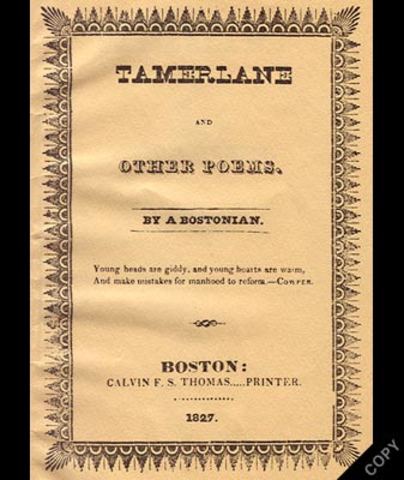 TAMERLANE
AND
OTHER POEMS.
BY A BOSTONIAN.
Young heads are giddy, and young hearts are warm,
And make mistakes for manhood to reform.—COWPER.
BOSTON:
CALVIN F. S. THOMAS.....PRINTER.
1827.
COPY